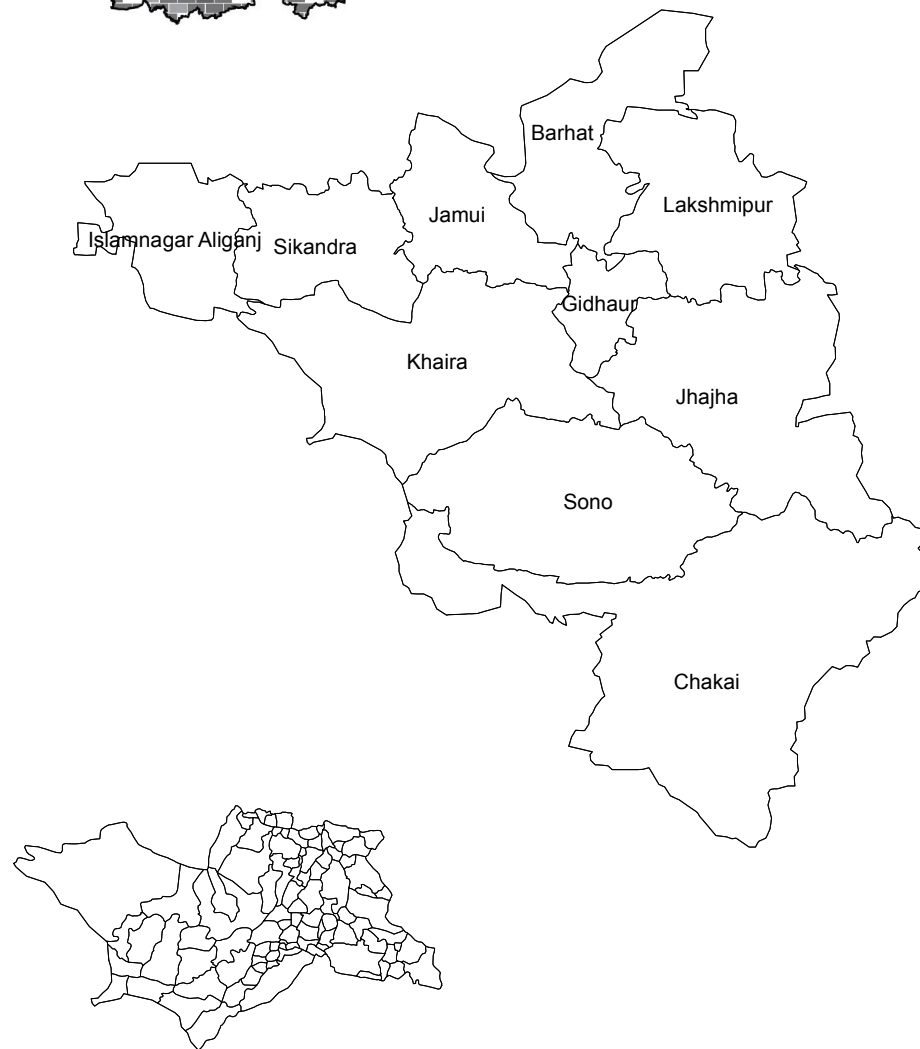 Barhat
Lakshmipur
Jamui
Islamnagar Aliganj
Sikandra
Gidhaur
Khaira
Jhajha
Sono
Chakai